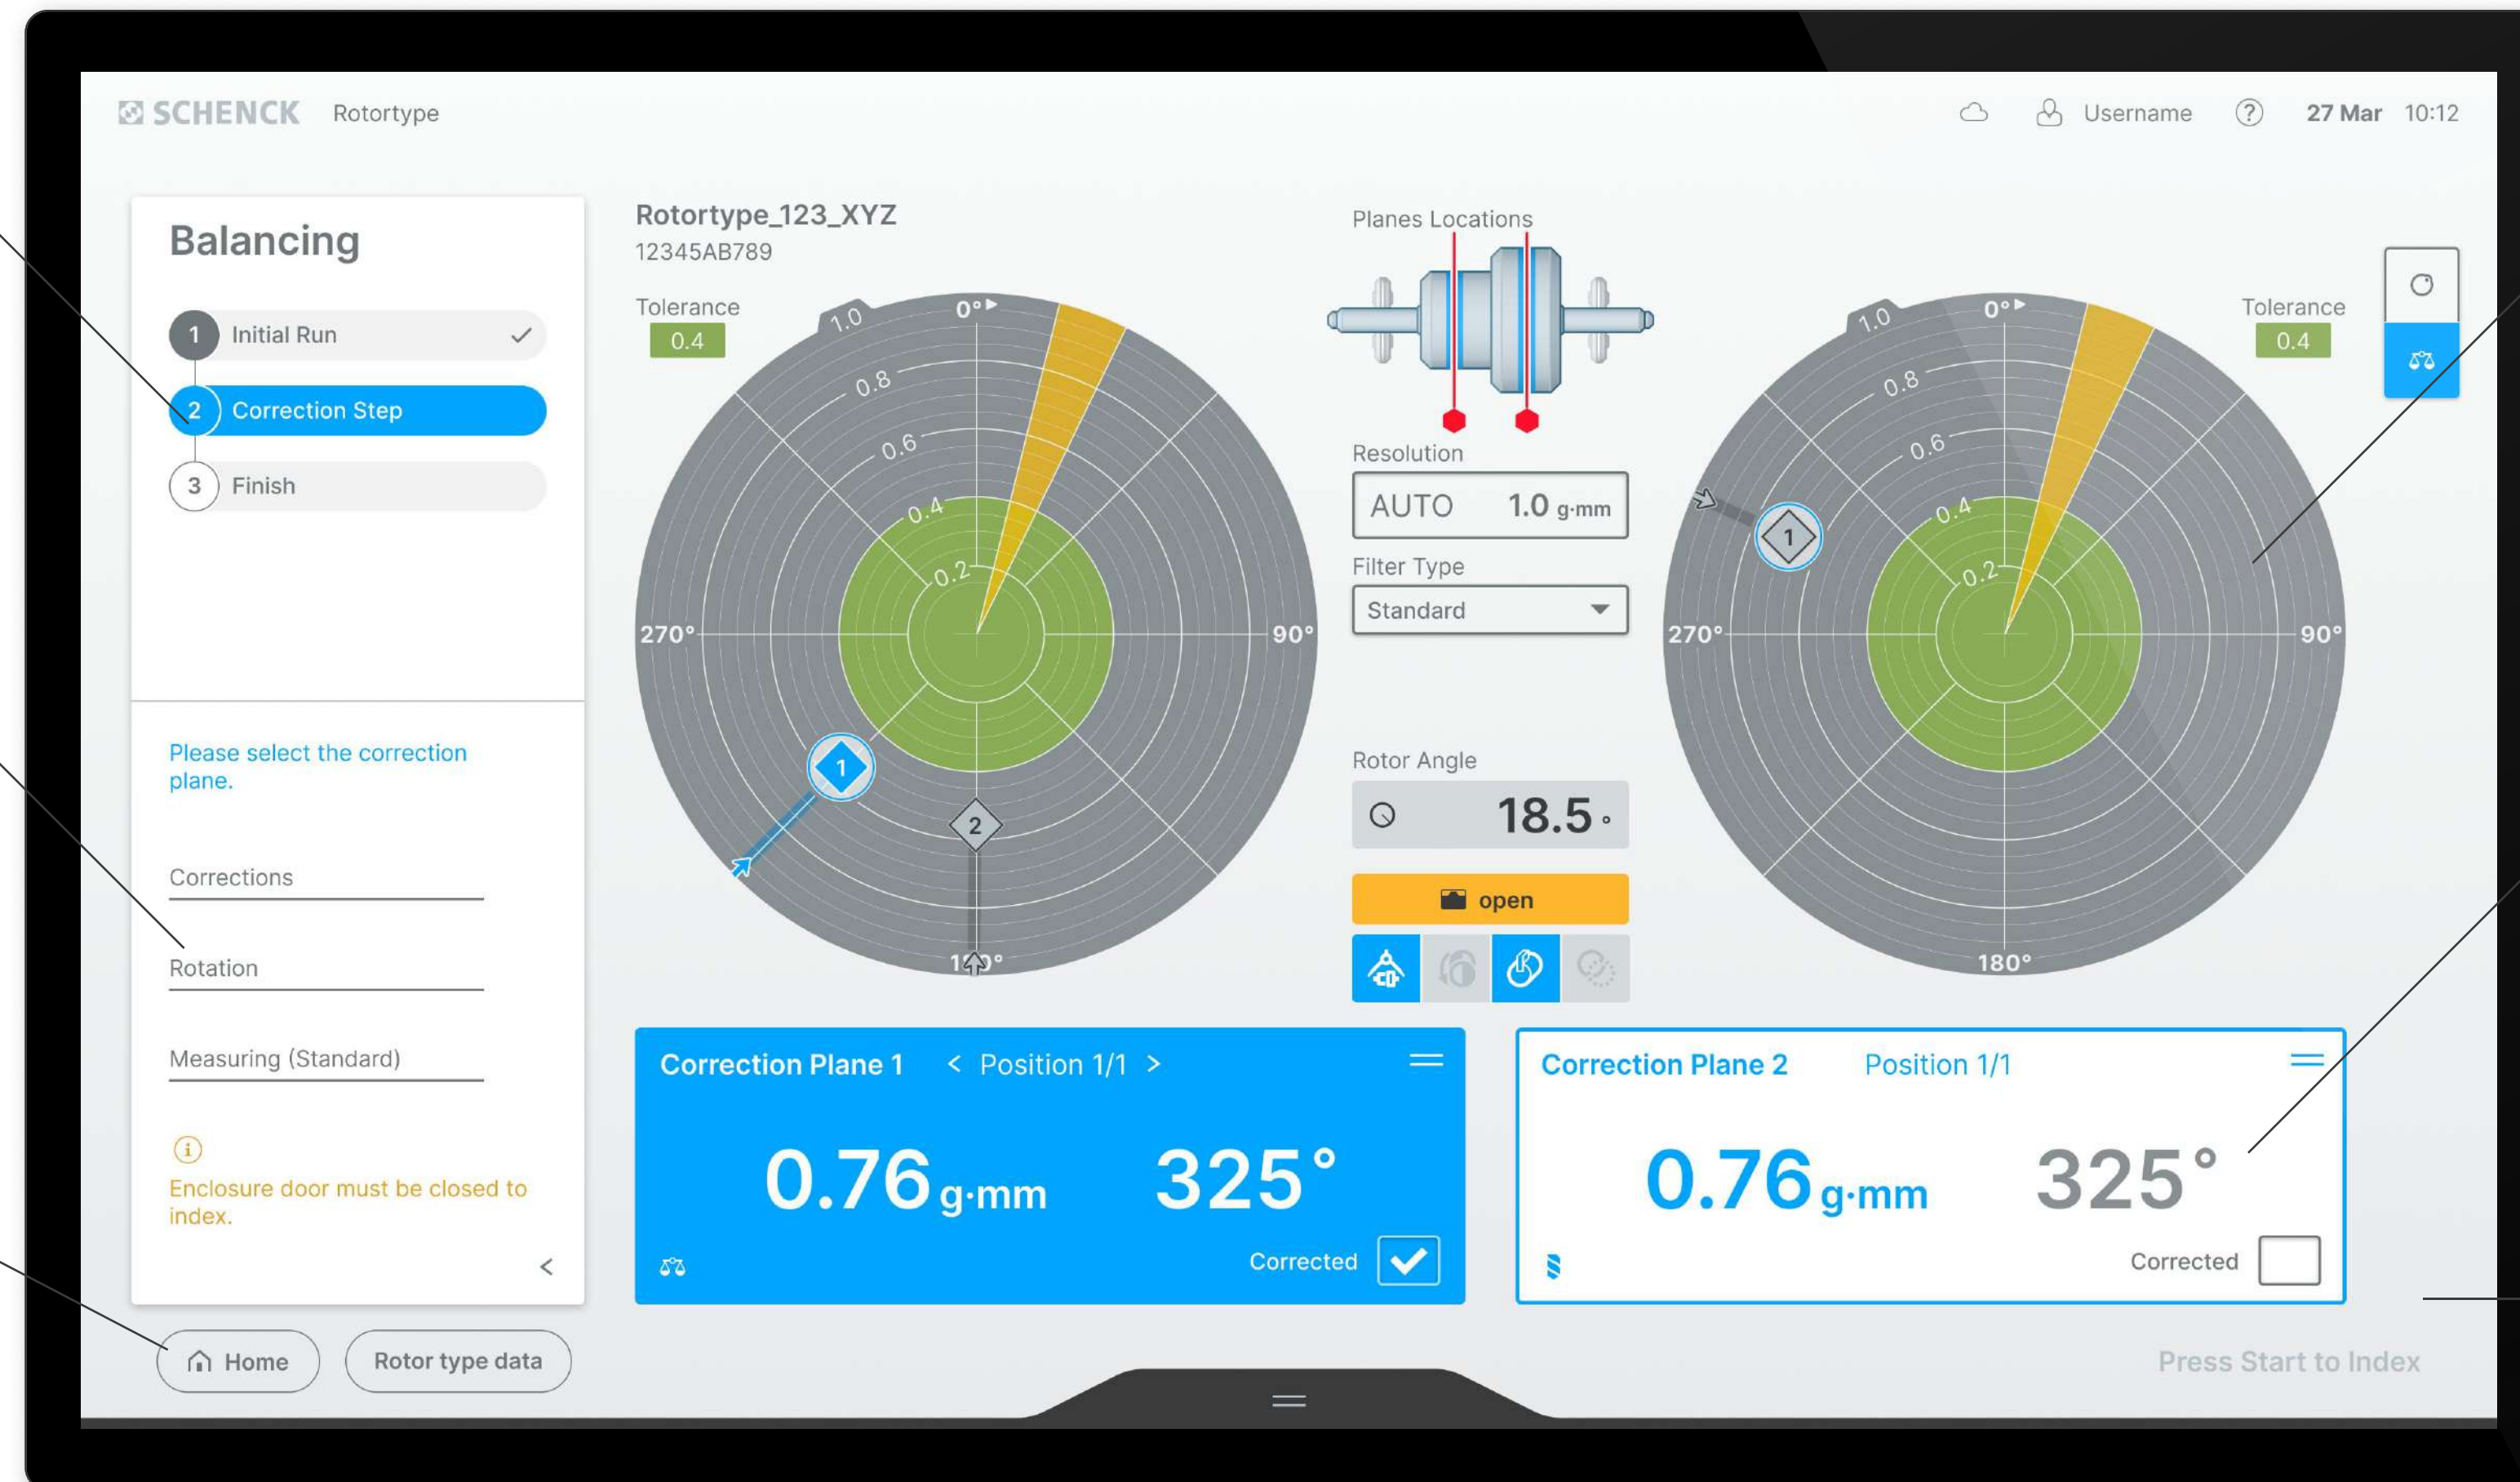 SCHENCK Rotortype
Username ? 27 Mar 10:12
Balancing
1 Initial Run
2 Correction Step
3 Finish
Please select the correction
plane.
Corrections
Rotation
Measuring (Standard)
i
Enclosure door must be closed to
index.
<
Rotortype_123_XYZ
12345AB789
Tolerance
0.4
1.0
0°
0.8
0.6
0.4
0.2
270°
90°
1
2
Planes Locations
Resolution
AUTO 1.0 g·mm
Filter Type
Standard
Rotor Angle
18.5 °
open
Tolerance
0.4
1.0
0°
0.8
0.6
0.4
0.2
1
270°
90°
180°
Correction Plane 1 < Position 1/1 >
0.76 g·mm 325°
Corrected
Correction Plane 2 Position 1/1
0.76 g·mm 325°
Corrected
Home
Rotor type data
Press Start to Index